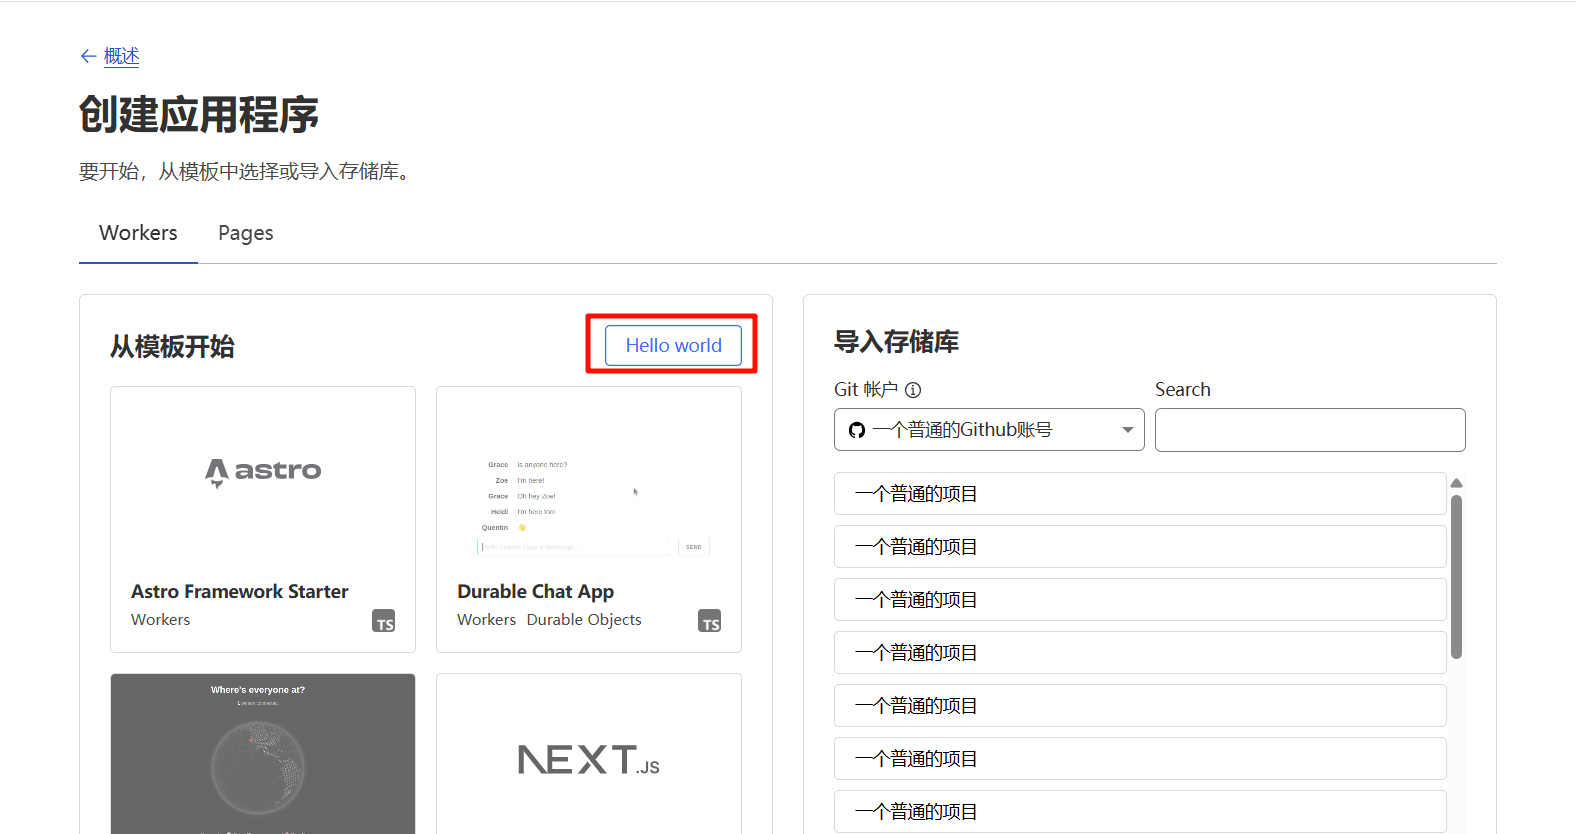 ← 概述
创建应用程序
要开始，从模板中选择或导入存储库。
Workers Pages
从模板开始
Hello world
astro
Grace Is anyone here?
Zoe I'm here!
Grace Oh hey Zoe!
Heidi I'm here too!
Quentin 👋
SEND
Astro Framework Starter
Workers
TS
Durable Chat App
Workers Durable Objects
TS
Where's everyone at?
1 person connected.
NEXT.JS
导入存储库
Git 帐户
一个普通的Github账号
Search
一个普通的项目
一个普通的项目
一个普通的项目
一个普通的项目
一个普通的项目
一个普通的项目
一个普通的项目